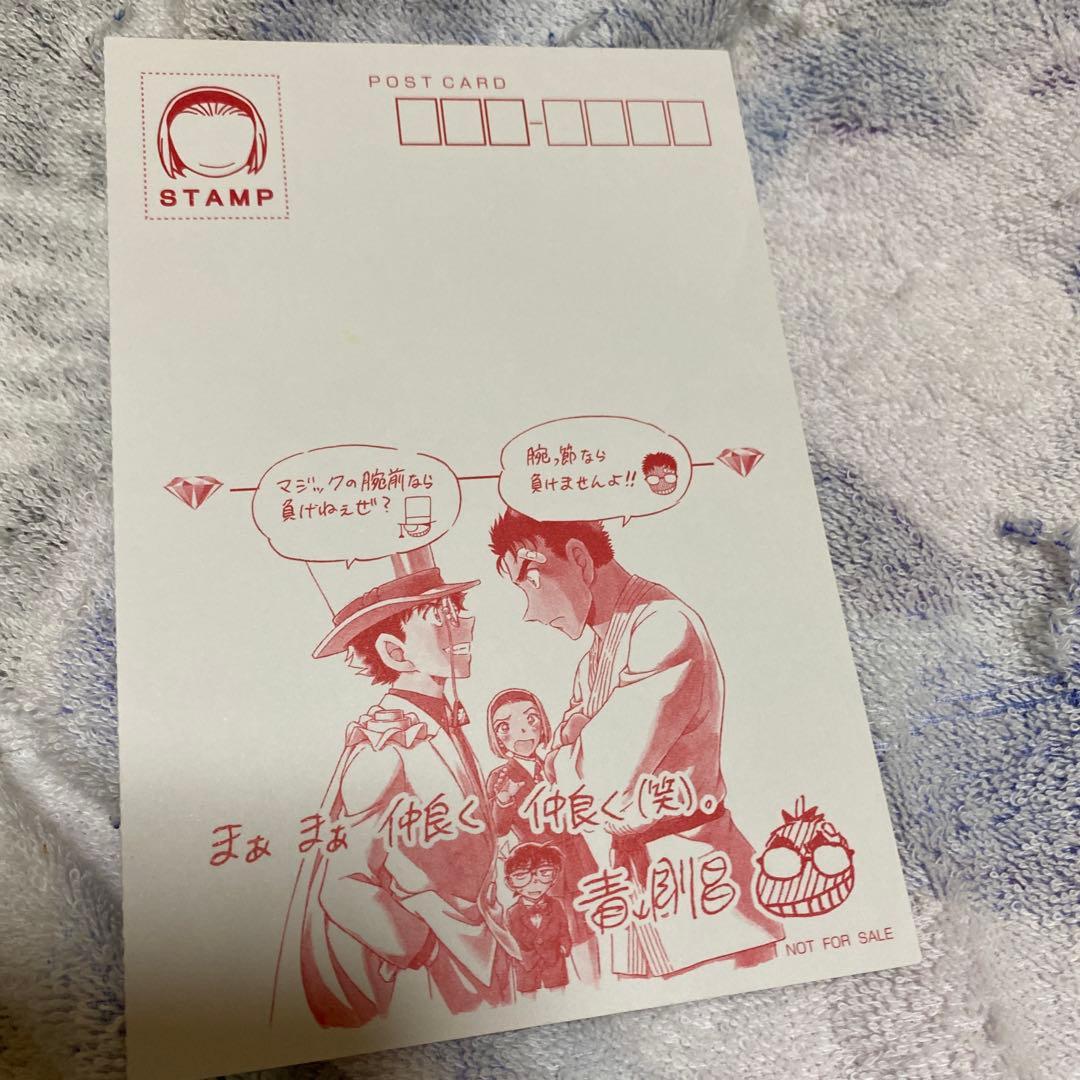 POST CARD
STAMP
マジックの腕前なら
負けねぇぜ?
腕っ節なら
負けませんよ!!
まぁ まぁ 仲良く 仲良く(笑)。
青山剛昌
NOT FOR SALE